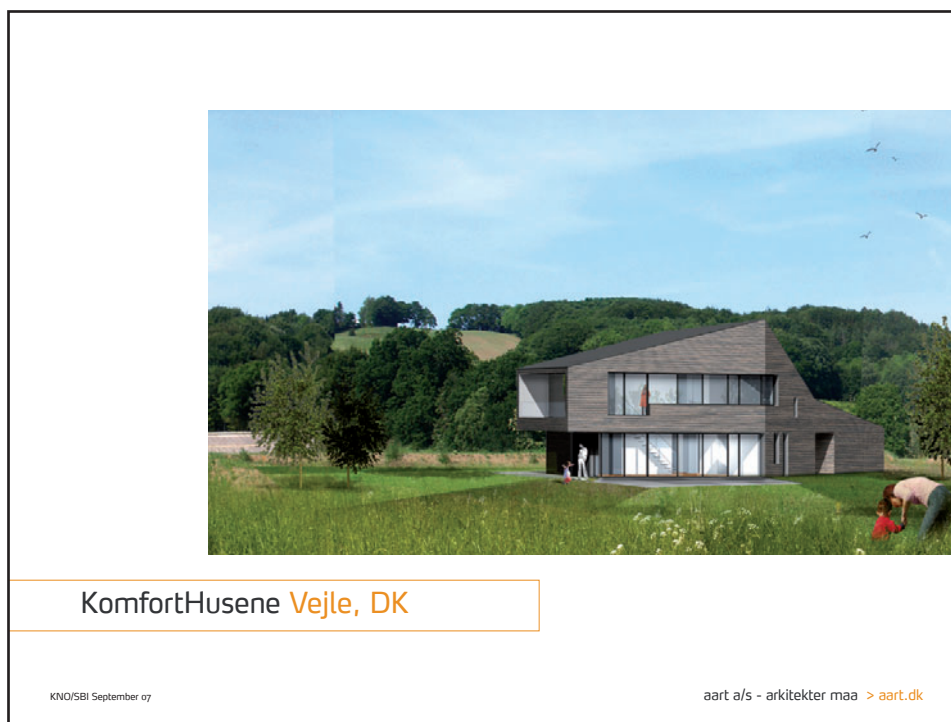 KomfortHusene Vejle, DK
KNO/SBI September 07
aart a/s - arkitekter maa > aart.dk